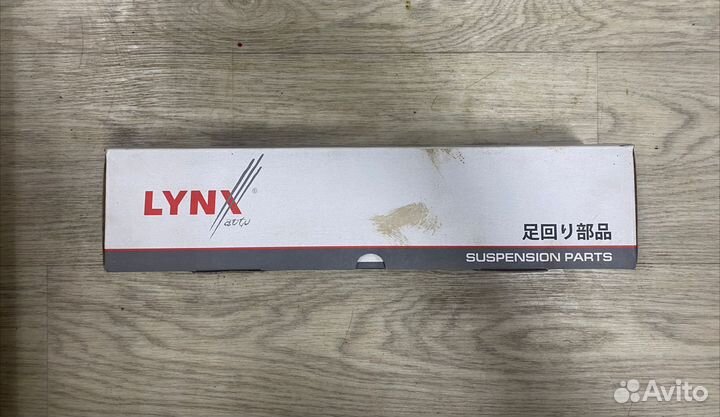 LYNX
auto
®
足回り部品
SUSPENSION PARTS
Avito